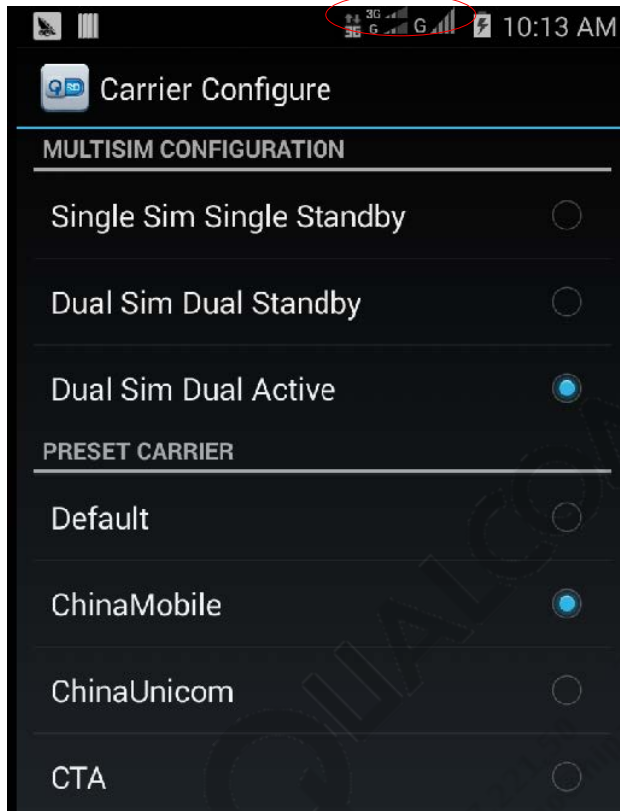 3G
3G
G
G
10:13 AM
Carrier Configure
MULTISIM CONFIGURATION
Single Sim Single Standby
Dual Sim Dual Standby
Dual Sim Dual Active
PRESET CARRIER
Default
ChinaMobile
ChinaUnicom
CTA